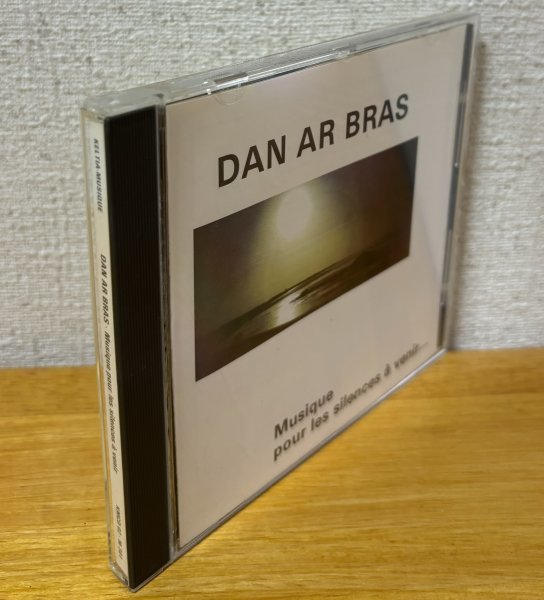 DAN AR BRAS
Musique
pour les silences à venir...
KELTIA MUSIQUE
DAN AR BRAS Musique pour les silences à venir